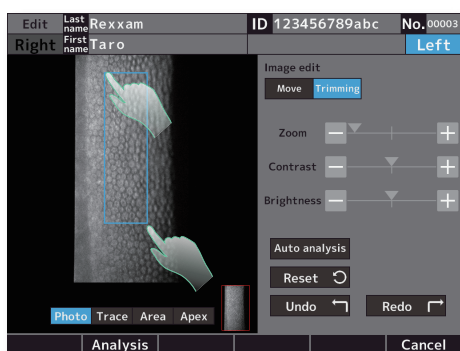 Edit Last name Rexxam ID 123456789abc No. 00003
Right First name Taro Left
Image edit
Move Trimming
Zoom
Contrast
Brightness
Auto analysis
Reset
Undo Redo
Photo Trace Area Apex
Analysis Cancel